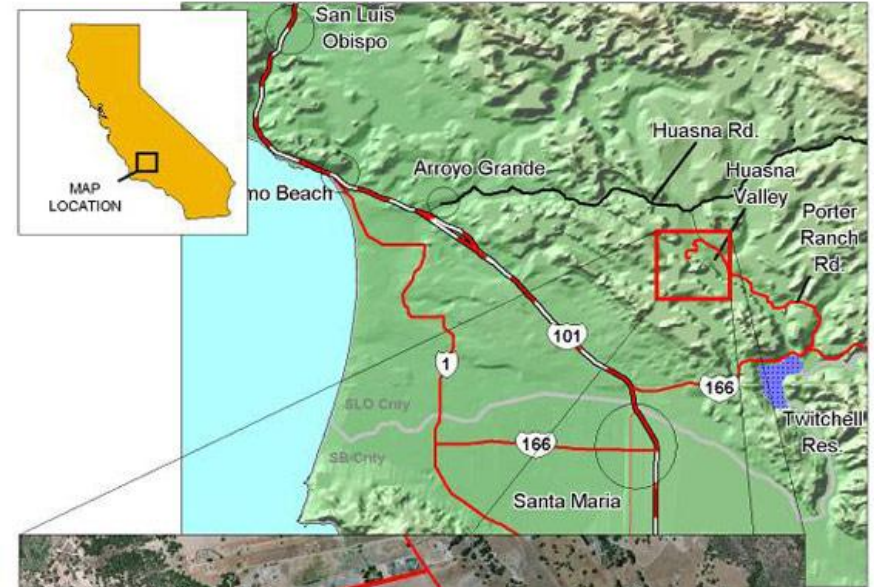 San Luis
Obispo
MAP
LOCATION
Huasna Rd.
Arroyo Grande
Huasna
Valley
mo Beach
Porter
Ranch
Rd.
101
1
166
SLO Cnty
Twitchell
Res.
166
SB Cnty
Santa Maria